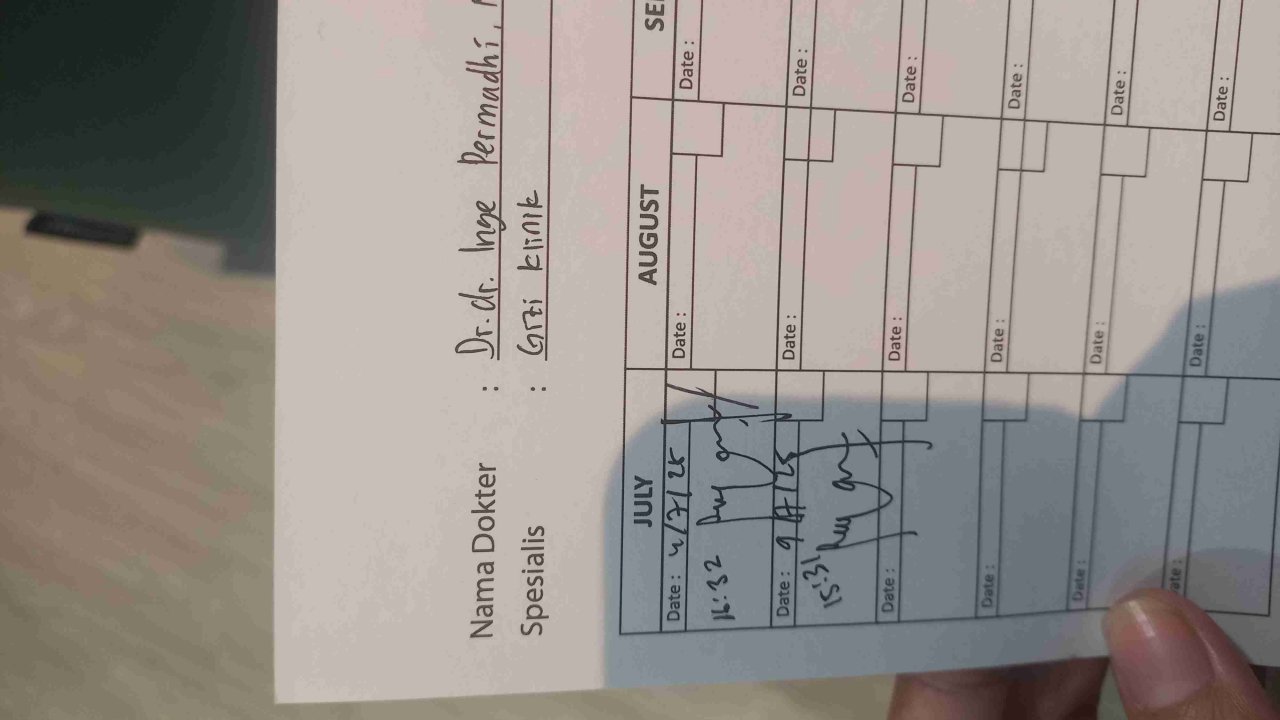 Nama Dokter : Dr. dr. Inge Permadhi,
Spesialis : Gizi Klinik
JULY AUGUST
Date : 4/7/25 Date : Date :
16:32
Date : 9/7/25 Date : Date :
15:31
Date : Date : Date :
Date : Date : Date :
Date : Date : Date :
Date : Date :